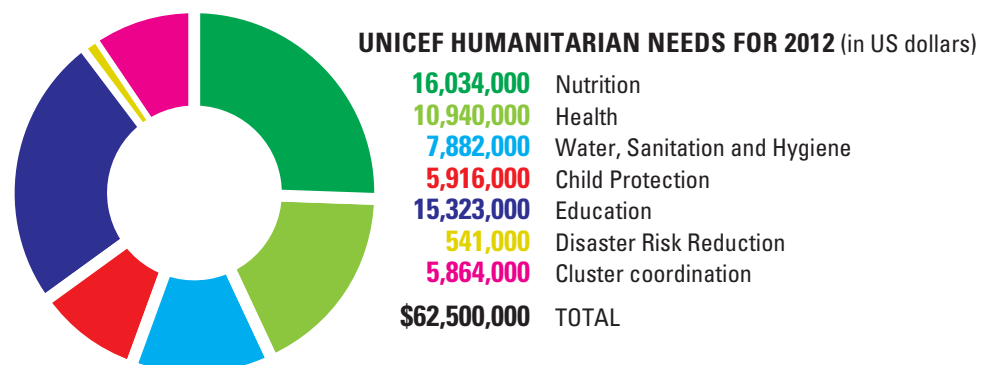 UNICEF HUMANITARIAN NEEDS FOR 2012 (in US dollars)
16,034,000 Nutrition
10,940,000 Health
7,882,000 Water, Sanitation and Hygiene
5,916,000 Child Protection
15,323,000 Education
541,000 Disaster Risk Reduction
5,864,000 Cluster coordination
$62,500,000 TOTAL